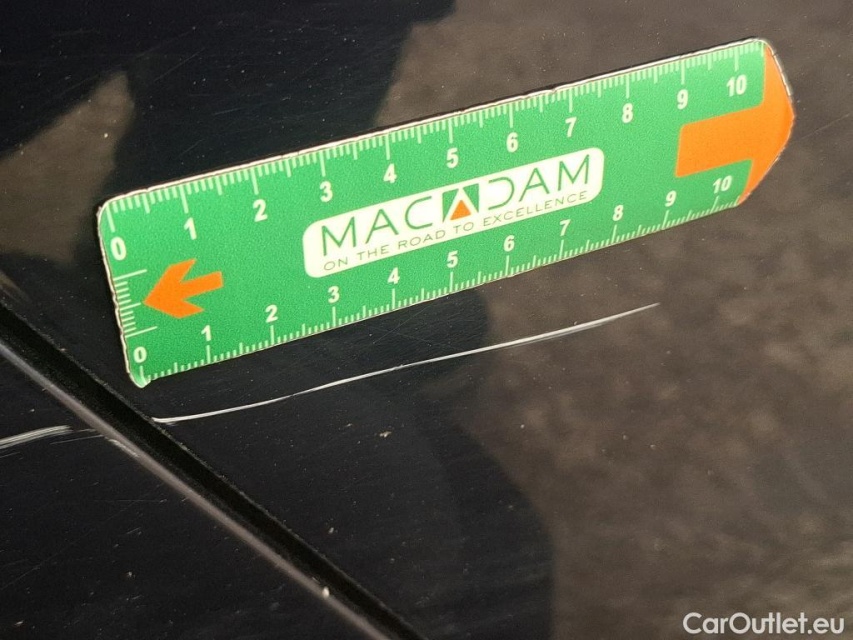 0 1 2 3 4 5 6 7 8 9 10
MACADAM
ON THE ROAD TO EXCELLENCE
0 1 2 3 4 5 6 7 8 9 10
CarOutlet.eu